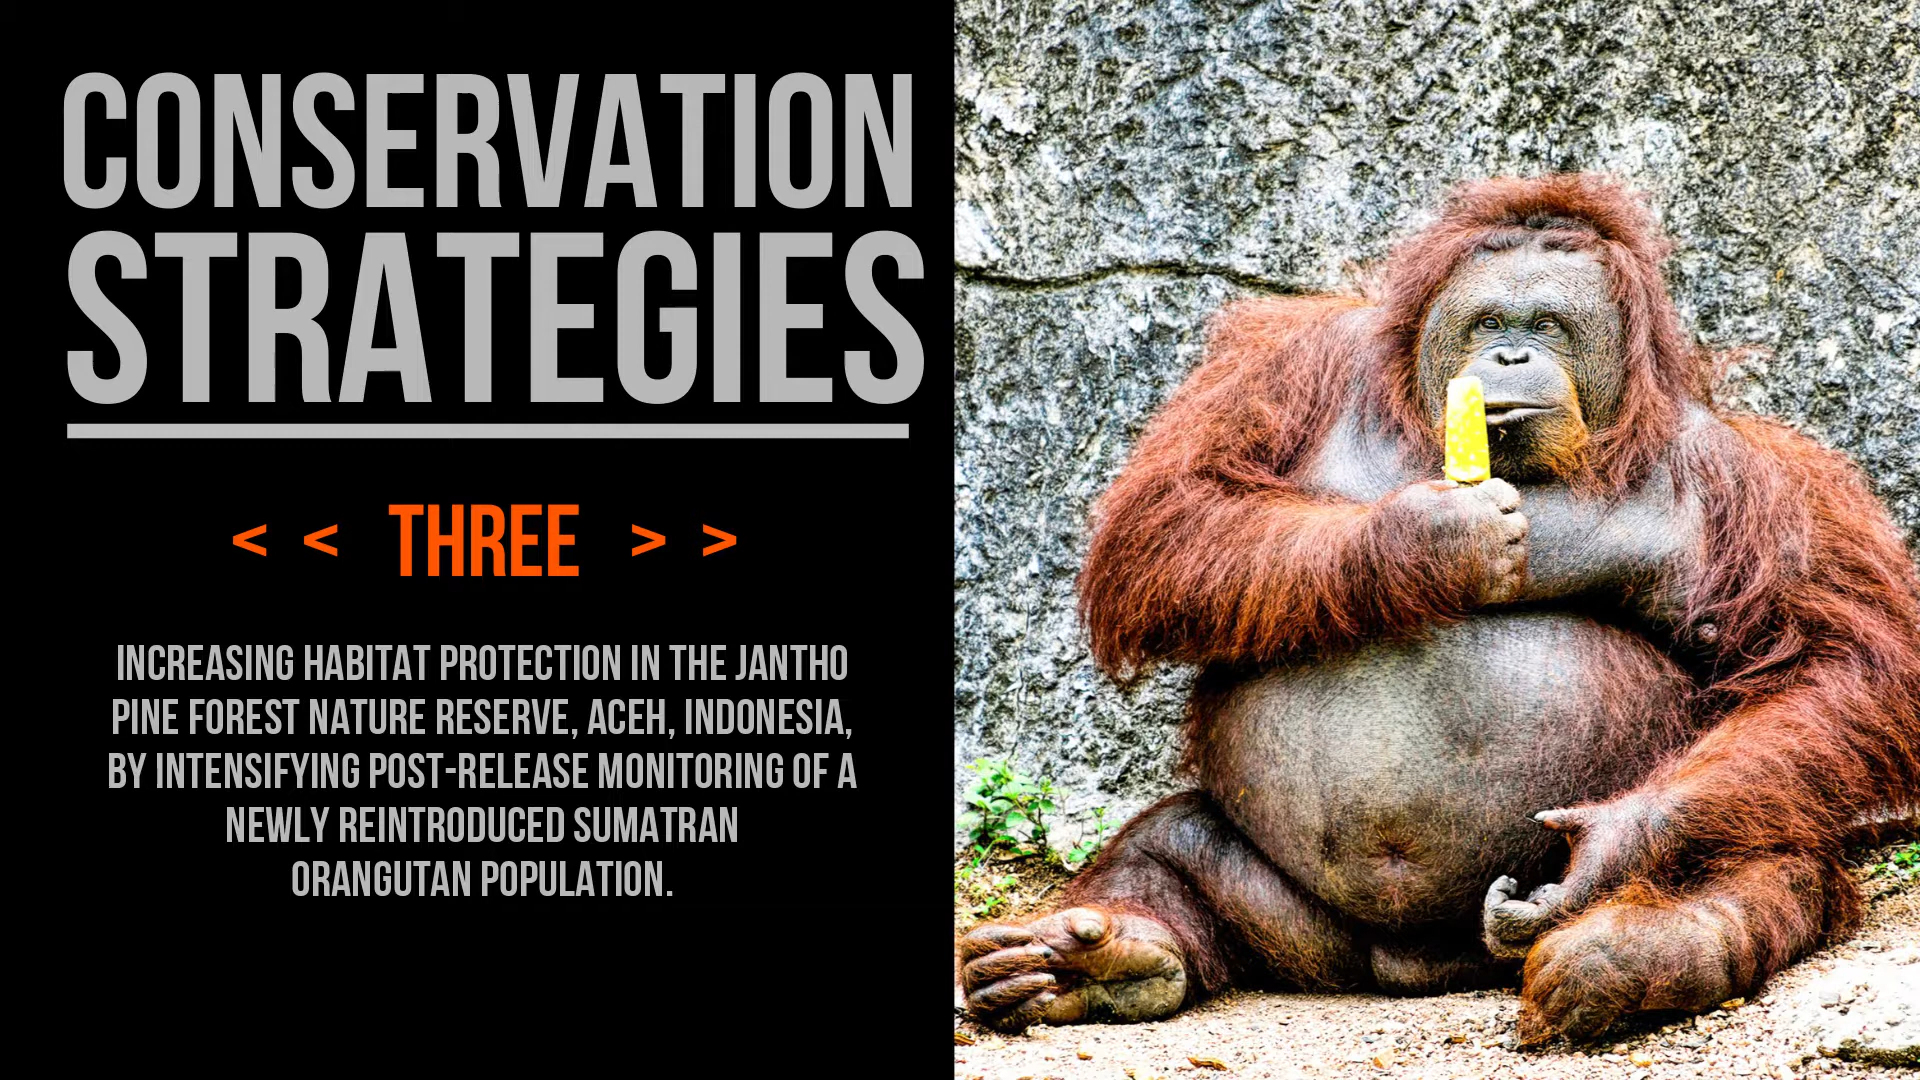 CONSERVATION
STRATEGIES
< < THREE > >
INCREASING HABITAT PROTECTION IN THE JANTHO
PINE FOREST NATURE RESERVE, ACEH, INDONESIA,
BY INTENSIFYING POST-RELEASE MONITORING OF A
NEWLY REINTRODUCED SUMATRAN
ORANGUTAN POPULATION.